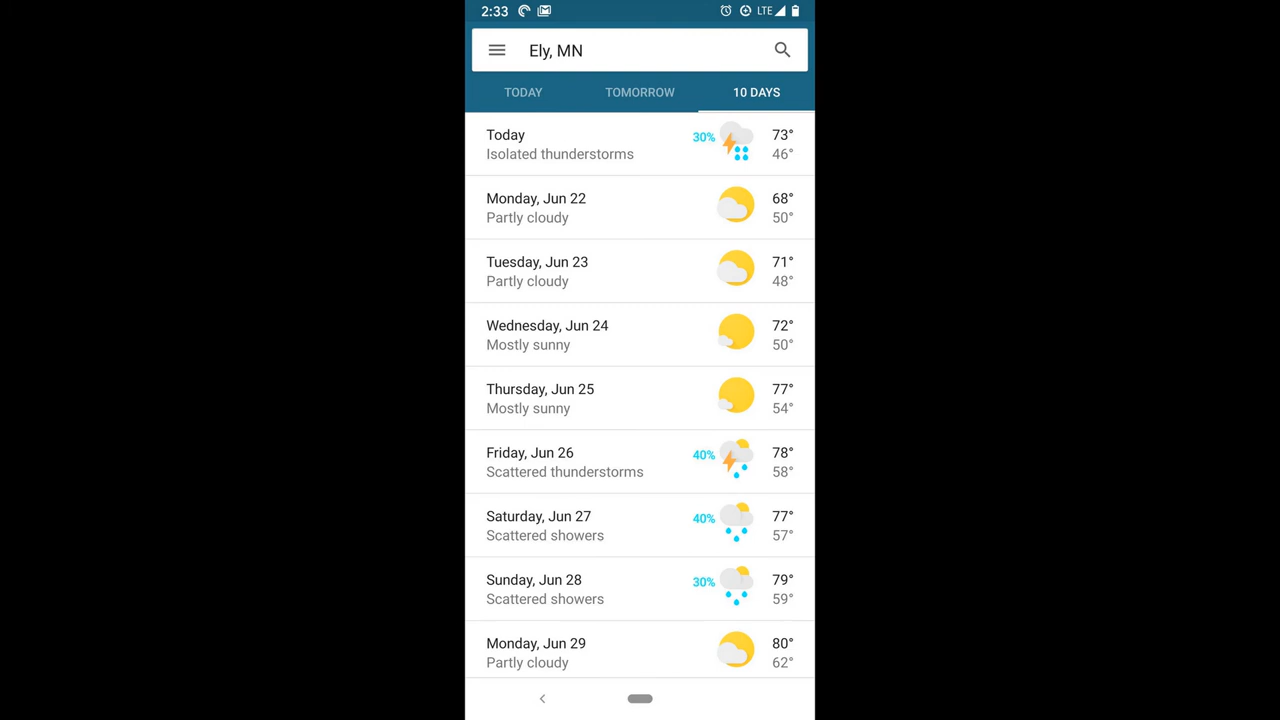 2:33 LTE
Ely, MN
TODAY TOMORROW 10 DAYS
Today 30% 73°
Isolated thunderstorms 46°
Monday, Jun 22 68°
Partly cloudy 50°
Tuesday, Jun 23 71°
Partly cloudy 48°
Wednesday, Jun 24 72°
Mostly sunny 50°
Thursday, Jun 25 77°
Mostly sunny 54°
Friday, Jun 26 40% 78°
Scattered thunderstorms 58°
Saturday, Jun 27 40% 77°
Scattered showers 57°
Sunday, Jun 28 30% 79°
Scattered showers 59°
Monday, Jun 29 80°
Partly cloudy 62°